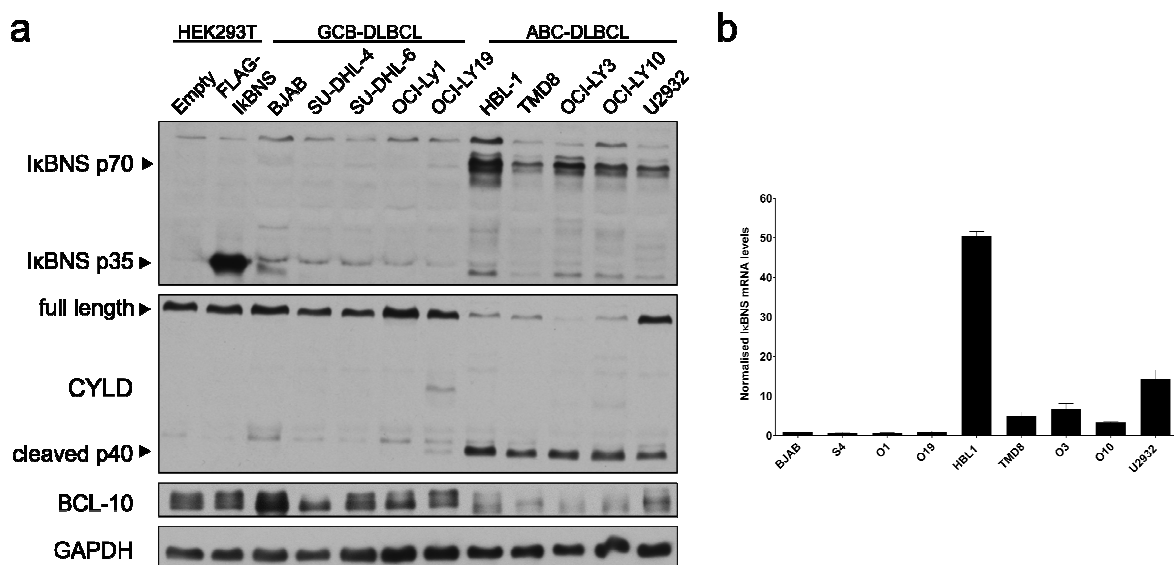 a
HEK293T
GCB-DLBCL
ABC-DLBCL
Empty
FLAG-
IκBNS
BJAB
SU-DHL-4
SU-DHL-6
OCI-Ly1
OCI-LY19
HBL-1
TMD8
OCI-LY3
OCI-LY10
U2932
IκBNS p70
IκBNS p35
full length
CYLD
cleaved p40
BCL-10
GAPDH
b
Normalised IκBNS mRNA levels
60
50
40
30
20
10
0
BJAB
S4
O1
O19
HBL1
TMD8
O3
O10
U2932